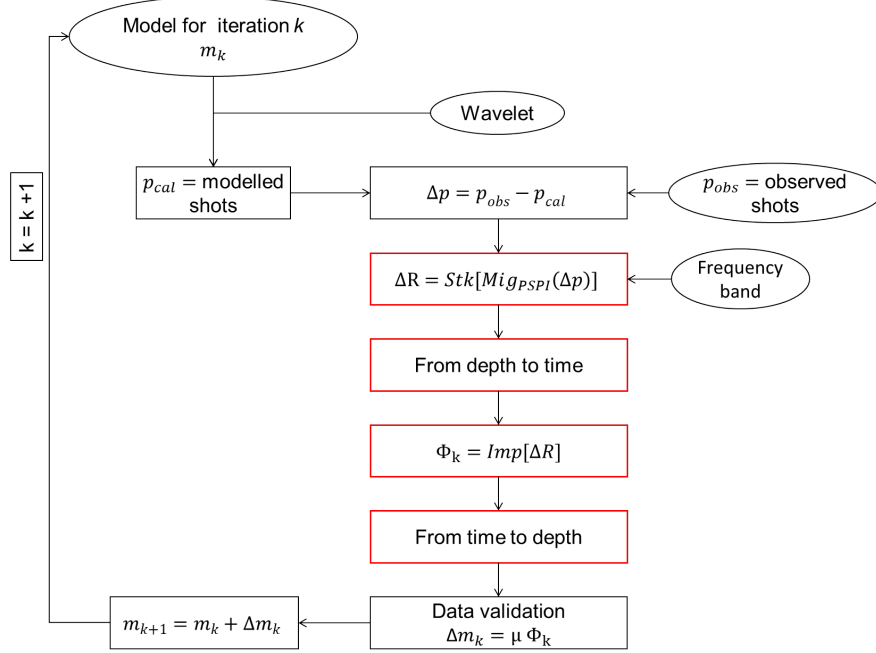 Model for iteration k
m_k
Wavelet
p_cal = modelled
shots
Δp = p_obs − p_cal
p_obs = observed
shots
k = k +1
ΔR = Stk[Mig_PSPI(Δp)]
Frequency
band
From depth to time
Φ_k = Imp[ΔR]
From time to depth
m_{k+1} = m_k + Δm_k
Data validation
Δm_k = μ Φ_k